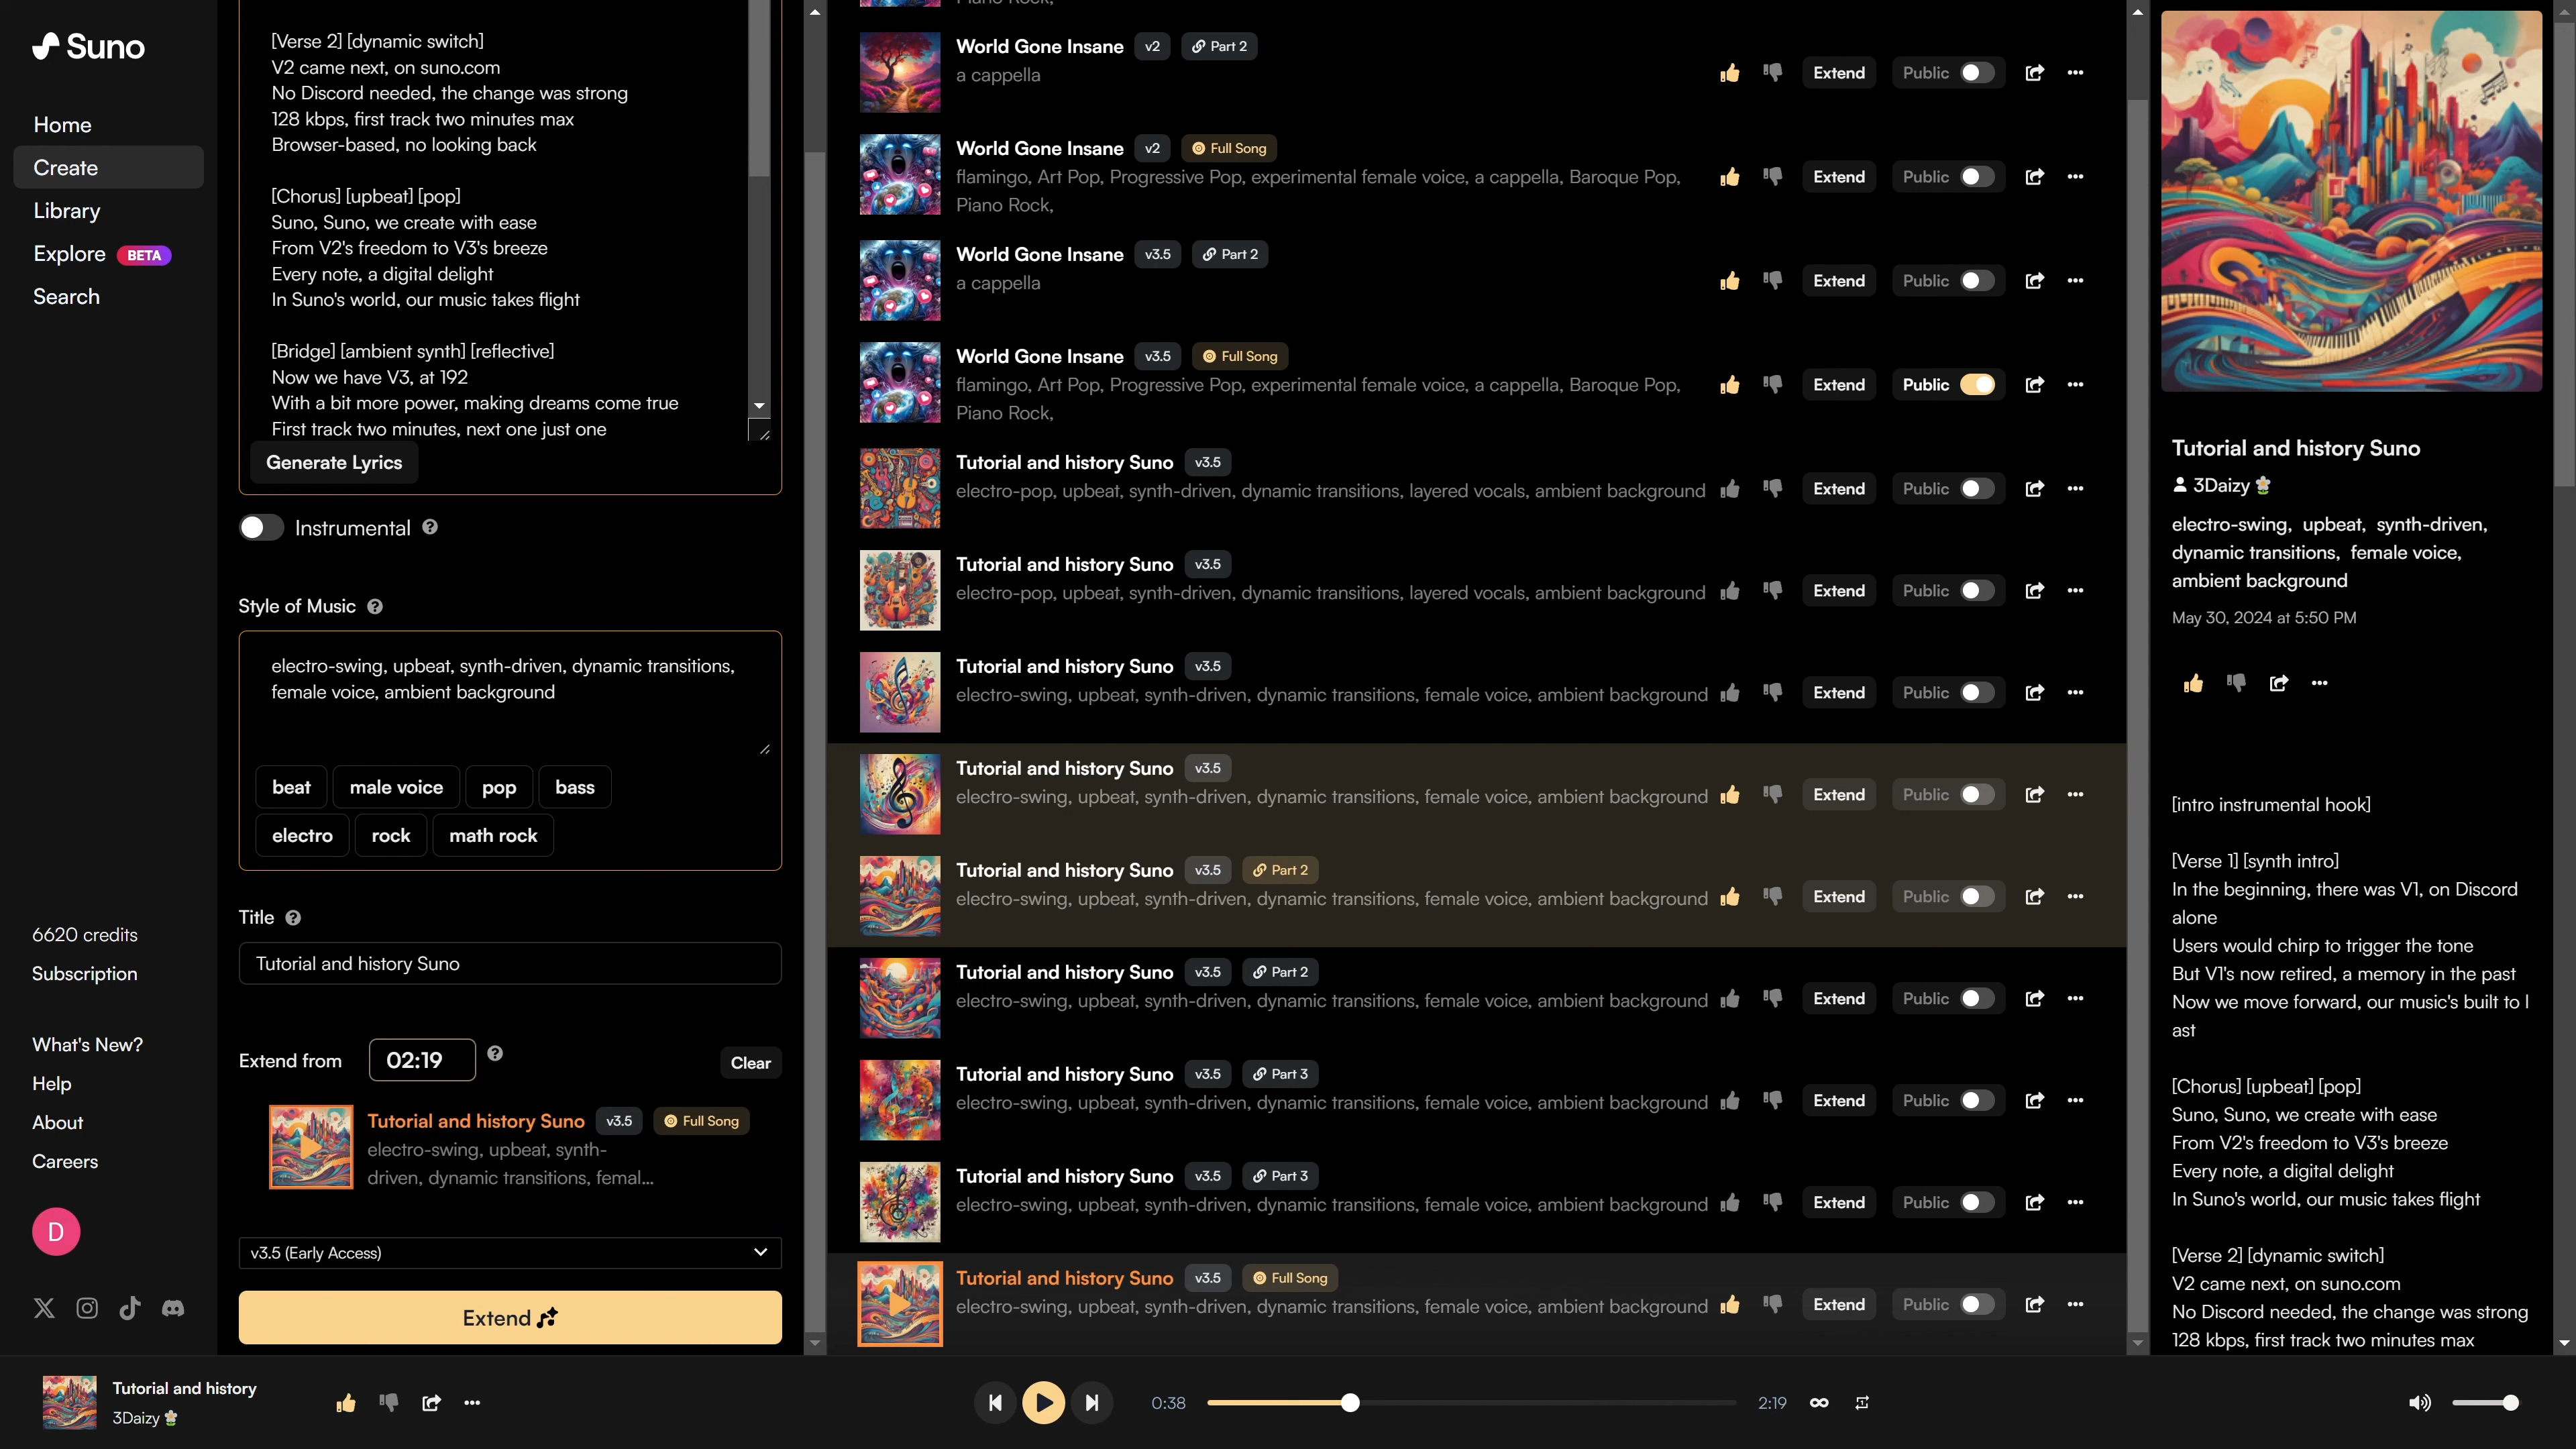 Suno
Home
Create
Library
Explore BETA
Search
6620 credits
Subscription
What's New?
Help
About
Careers
D
[Verse 2] [dynamic switch]
V2 came next, on suno.com
No Discord needed, the change was strong
128 kbps, first track two minutes max
Browser-based, no looking back
[Chorus] [upbeat] [pop]
Suno, Suno, we create with ease
From V2's freedom to V3's breeze
Every note, a digital delight
In Suno's world, our music takes flight
[Bridge] [ambient synth] [reflective]
Now we have V3, at 192
With a bit more power, making dreams come true
First track two minutes, next one just one
Generate Lyrics
Instrumental
Style of Music
electro-swing, upbeat, synth-driven, dynamic transitions,
female voice, ambient background
beat male voice pop bass
electro rock math rock
Title
Tutorial and history Suno
Extend from 02:19 Clear
Tutorial and history Suno v3.5 Full Song
electro-swing, upbeat, synth-
driven, dynamic transitions, femal...
v3.5 (Early Access)
Extend
Piano Rock,
World Gone Insane v2 Part 2
a cappella
Extend Public
World Gone Insane v2 Full Song
flamingo, Art Pop, Progressive Pop, experimental female voice, a cappella, Baroque Pop,
Piano Rock,
Extend Public
World Gone Insane v3.5 Part 2
a cappella
Extend Public
World Gone Insane v3.5 Full Song
flamingo, Art Pop, Progressive Pop, experimental female voice, a cappella, Baroque Pop,
Piano Rock,
Extend Public
Tutorial and history Suno v3.5
electro-pop, upbeat, synth-driven, dynamic transitions, layered vocals, ambient background
Extend Public
Tutorial and history Suno v3.5
electro-pop, upbeat, synth-driven, dynamic transitions, layered vocals, ambient background
Extend Public
Tutorial and history Suno v3.5
electro-swing, upbeat, synth-driven, dynamic transitions, female voice, ambient background
Extend Public
Tutorial and history Suno v3.5
electro-swing, upbeat, synth-driven, dynamic transitions, female voice, ambient background
Extend Public
Tutorial and history Suno v3.5 Part 2
electro-swing, upbeat, synth-driven, dynamic transitions, female voice, ambient background
Extend Public
Tutorial and history Suno v3.5 Part 2
electro-swing, upbeat, synth-driven, dynamic transitions, female voice, ambient background
Extend Public
Tutorial and history Suno v3.5 Part 3
electro-swing, upbeat, synth-driven, dynamic transitions, female voice, ambient background
Extend Public
Tutorial and history Suno v3.5 Part 3
electro-swing, upbeat, synth-driven, dynamic transitions, female voice, ambient background
Extend Public
Tutorial and history Suno v3.5 Full Song
electro-swing, upbeat, synth-driven, dynamic transitions, female voice, ambient background
Extend Public
Tutorial and history Suno
3Daizy
electro-swing, upbeat, synth-driven,
dynamic transitions, female voice,
ambient background
May 30, 2024 at 5:50 PM
[intro instrumental hook]
[Verse 1] [synth intro]
In the beginning, there was V1, on Discord
alone
Users would chirp to trigger the tone
But V1's now retired, a memory in the past
Now we move forward, our music's built to l
ast
[Chorus] [upbeat] [pop]
Suno, Suno, we create with ease
From V2's freedom to V3's breeze
Every note, a digital delight
In Suno's world, our music takes flight
[Verse 2] [dynamic switch]
V2 came next, on suno.com
No Discord needed, the change was strong
128 kbps, first track two minutes max
Tutorial and history
3Daizy
0:38 2:19